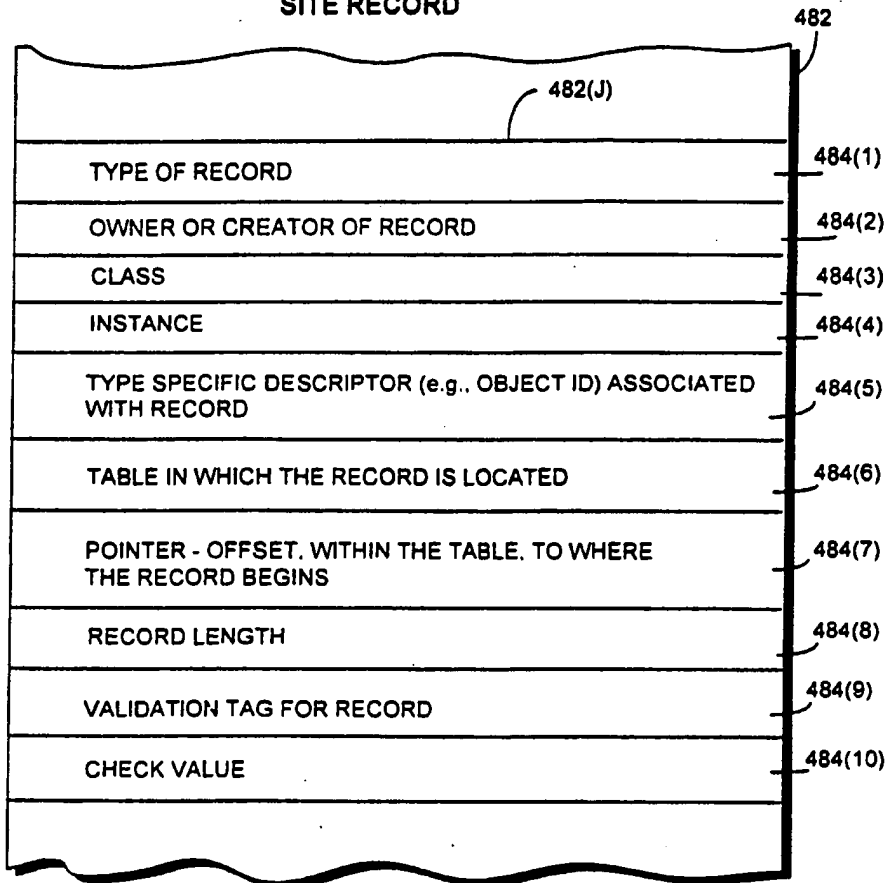 SITE RECORD
482
482(J)
TYPE OF RECORD
484(1)
OWNER OR CREATOR OF RECORD
484(2)
CLASS
484(3)
INSTANCE
484(4)
TYPE SPECIFIC DESCRIPTOR (e.g., OBJECT ID) ASSOCIATED
WITH RECORD
484(5)
TABLE IN WHICH THE RECORD IS LOCATED
484(6)
POINTER - OFFSET, WITHIN THE TABLE, TO WHERE
THE RECORD BEGINS
484(7)
RECORD LENGTH
484(8)
VALIDATION TAG FOR RECORD
484(9)
CHECK VALUE
484(10)